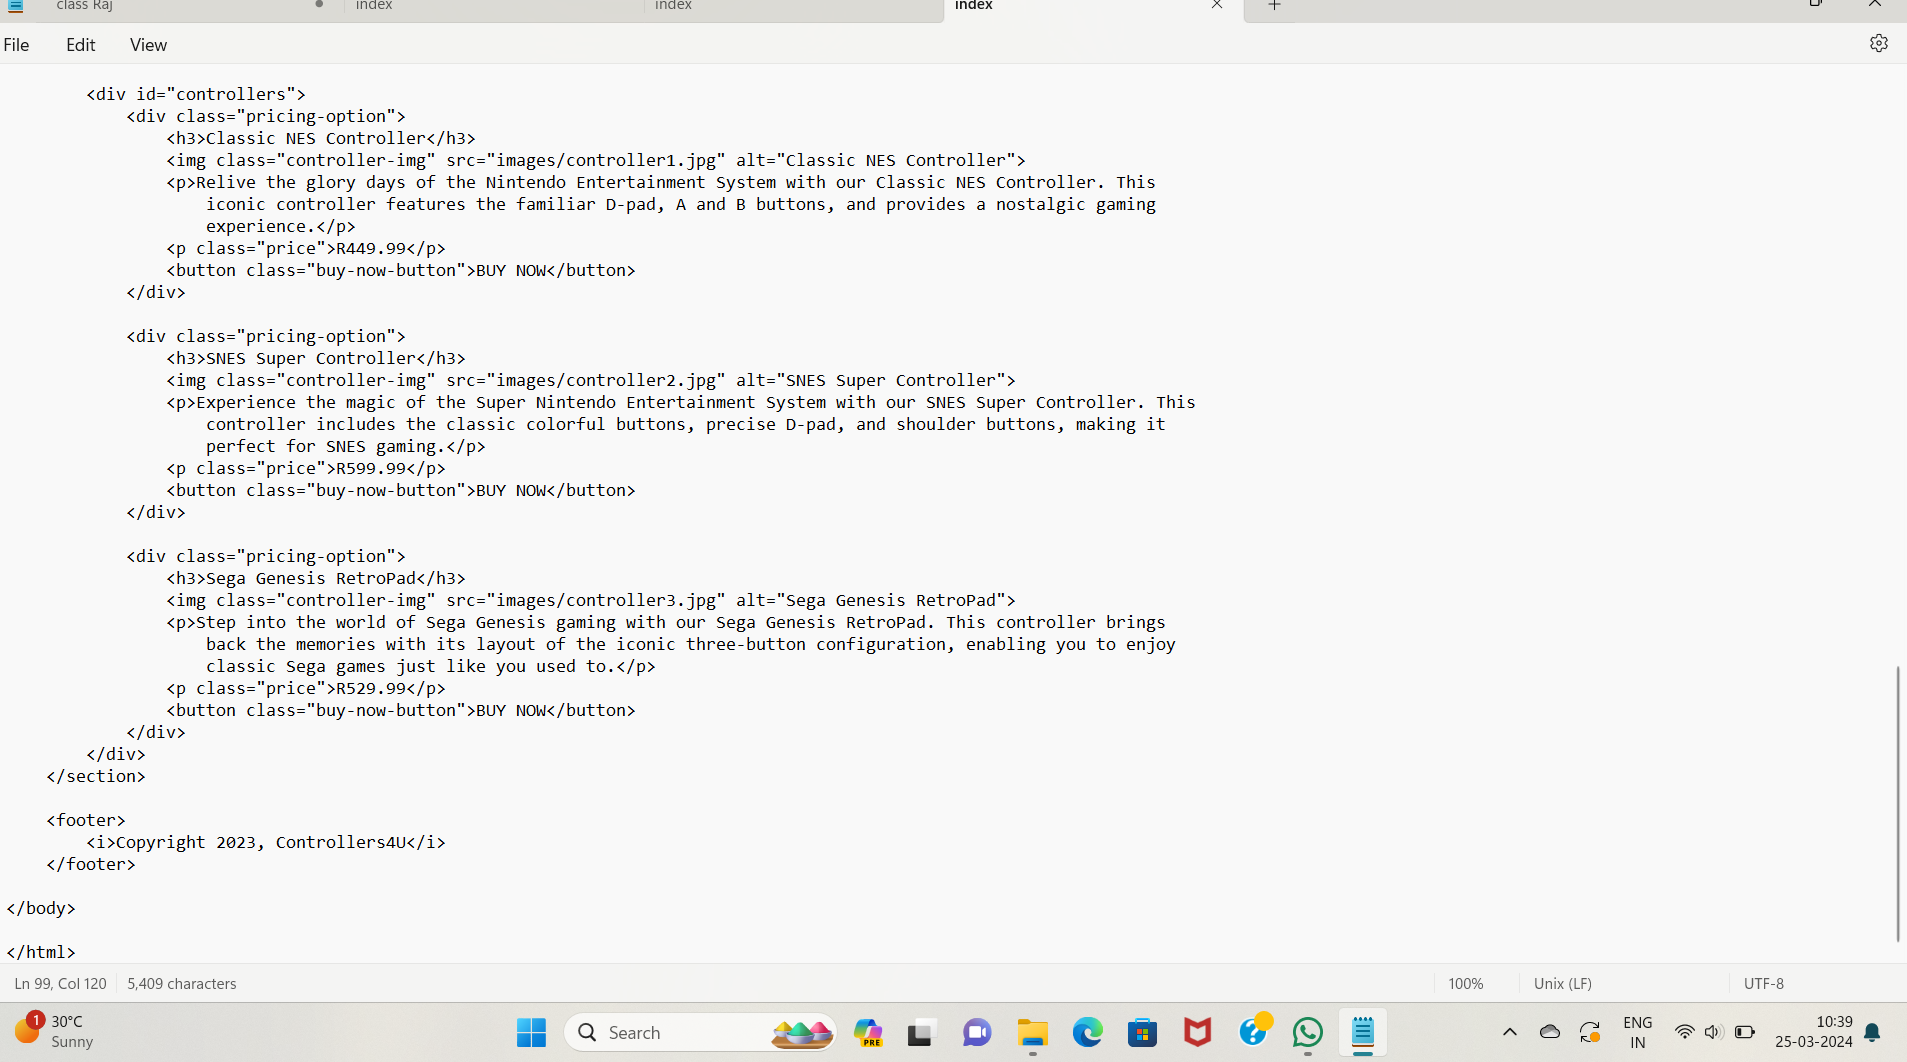 class Raj
index
index
index
File Edit View
<div id="controllers">
<div class="pricing-option">
<h3>Classic NES Controller</h3>
<img class="controller-img" src="images/controller1.jpg" alt="Classic NES Controller">
<p>Relive the glory days of the Nintendo Entertainment System with our Classic NES Controller. This
iconic controller features the familiar D-pad, A and B buttons, and provides a nostalgic gaming
experience.</p>
<p class="price">R449.99</p>
<button class="buy-now-button">BUY NOW</button>
</div>
<div class="pricing-option">
<h3>SNES Super Controller</h3>
<img class="controller-img" src="images/controller2.jpg" alt="SNES Super Controller">
<p>Experience the magic of the Super Nintendo Entertainment System with our SNES Super Controller. This
controller includes the classic colorful buttons, precise D-pad, and shoulder buttons, making it
perfect for SNES gaming.</p>
<p class="price">R599.99</p>
<button class="buy-now-button">BUY NOW</button>
</div>
<div class="pricing-option">
<h3>Sega Genesis RetroPad</h3>
<img class="controller-img" src="images/controller3.jpg" alt="Sega Genesis RetroPad">
<p>Step into the world of Sega Genesis gaming with our Sega Genesis RetroPad. This controller brings
back the memories with its layout of the iconic three-button configuration, enabling you to enjoy
classic Sega games just like you used to.</p>
<p class="price">R529.99</p>
<button class="buy-now-button">BUY NOW</button>
</div>
</div>
</section>
<footer>
<i>Copyright 2023, Controllers4U</i>
</footer>
</body>
</html>
Ln 99, Col 120 5,409 characters 100% Unix (LF) UTF-8
1
30°C
Sunny
Search
PRE
ENG
IN
10:39
25-03-2024